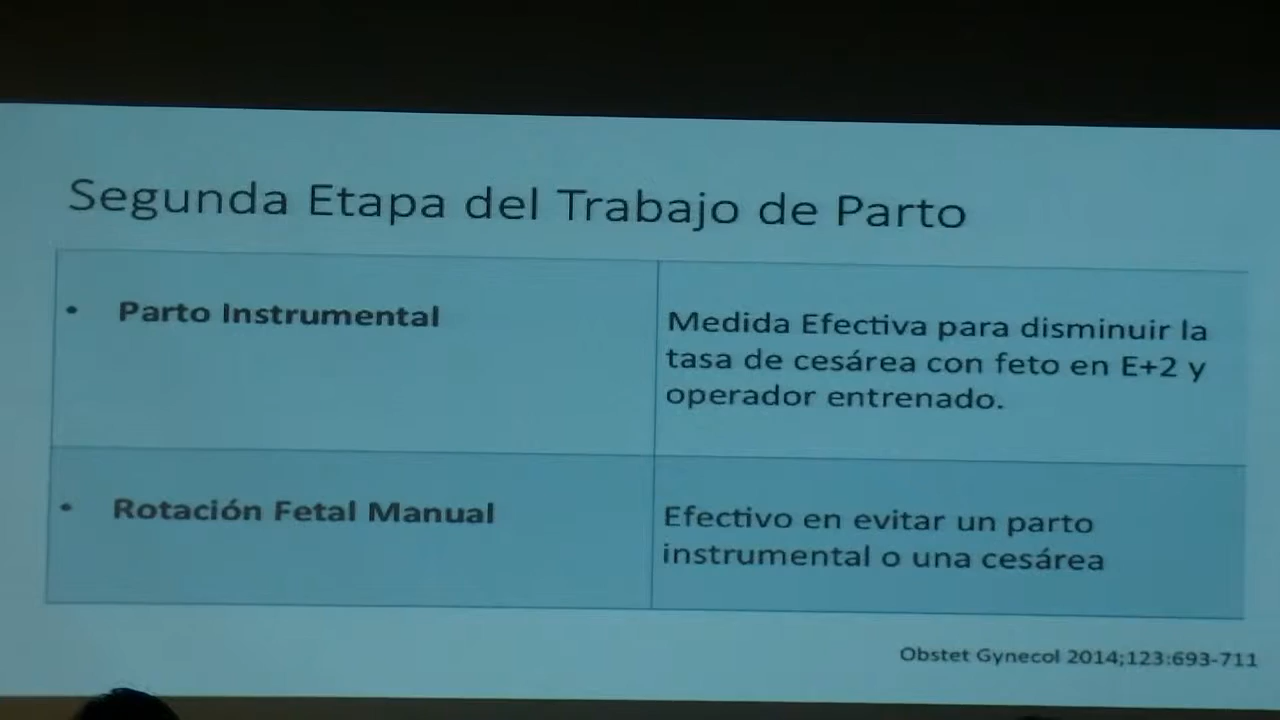 Segunda Etapa del Trabajo de Parto
• Parto Instrumental
Medida Efectiva para disminuir la
tasa de cesárea con feto en E+2 y
operador entrenado.
• Rotación Fetal Manual
Efectivo en evitar un parto
instrumental o una cesárea
Obstet Gynecol 2014;123:693-711